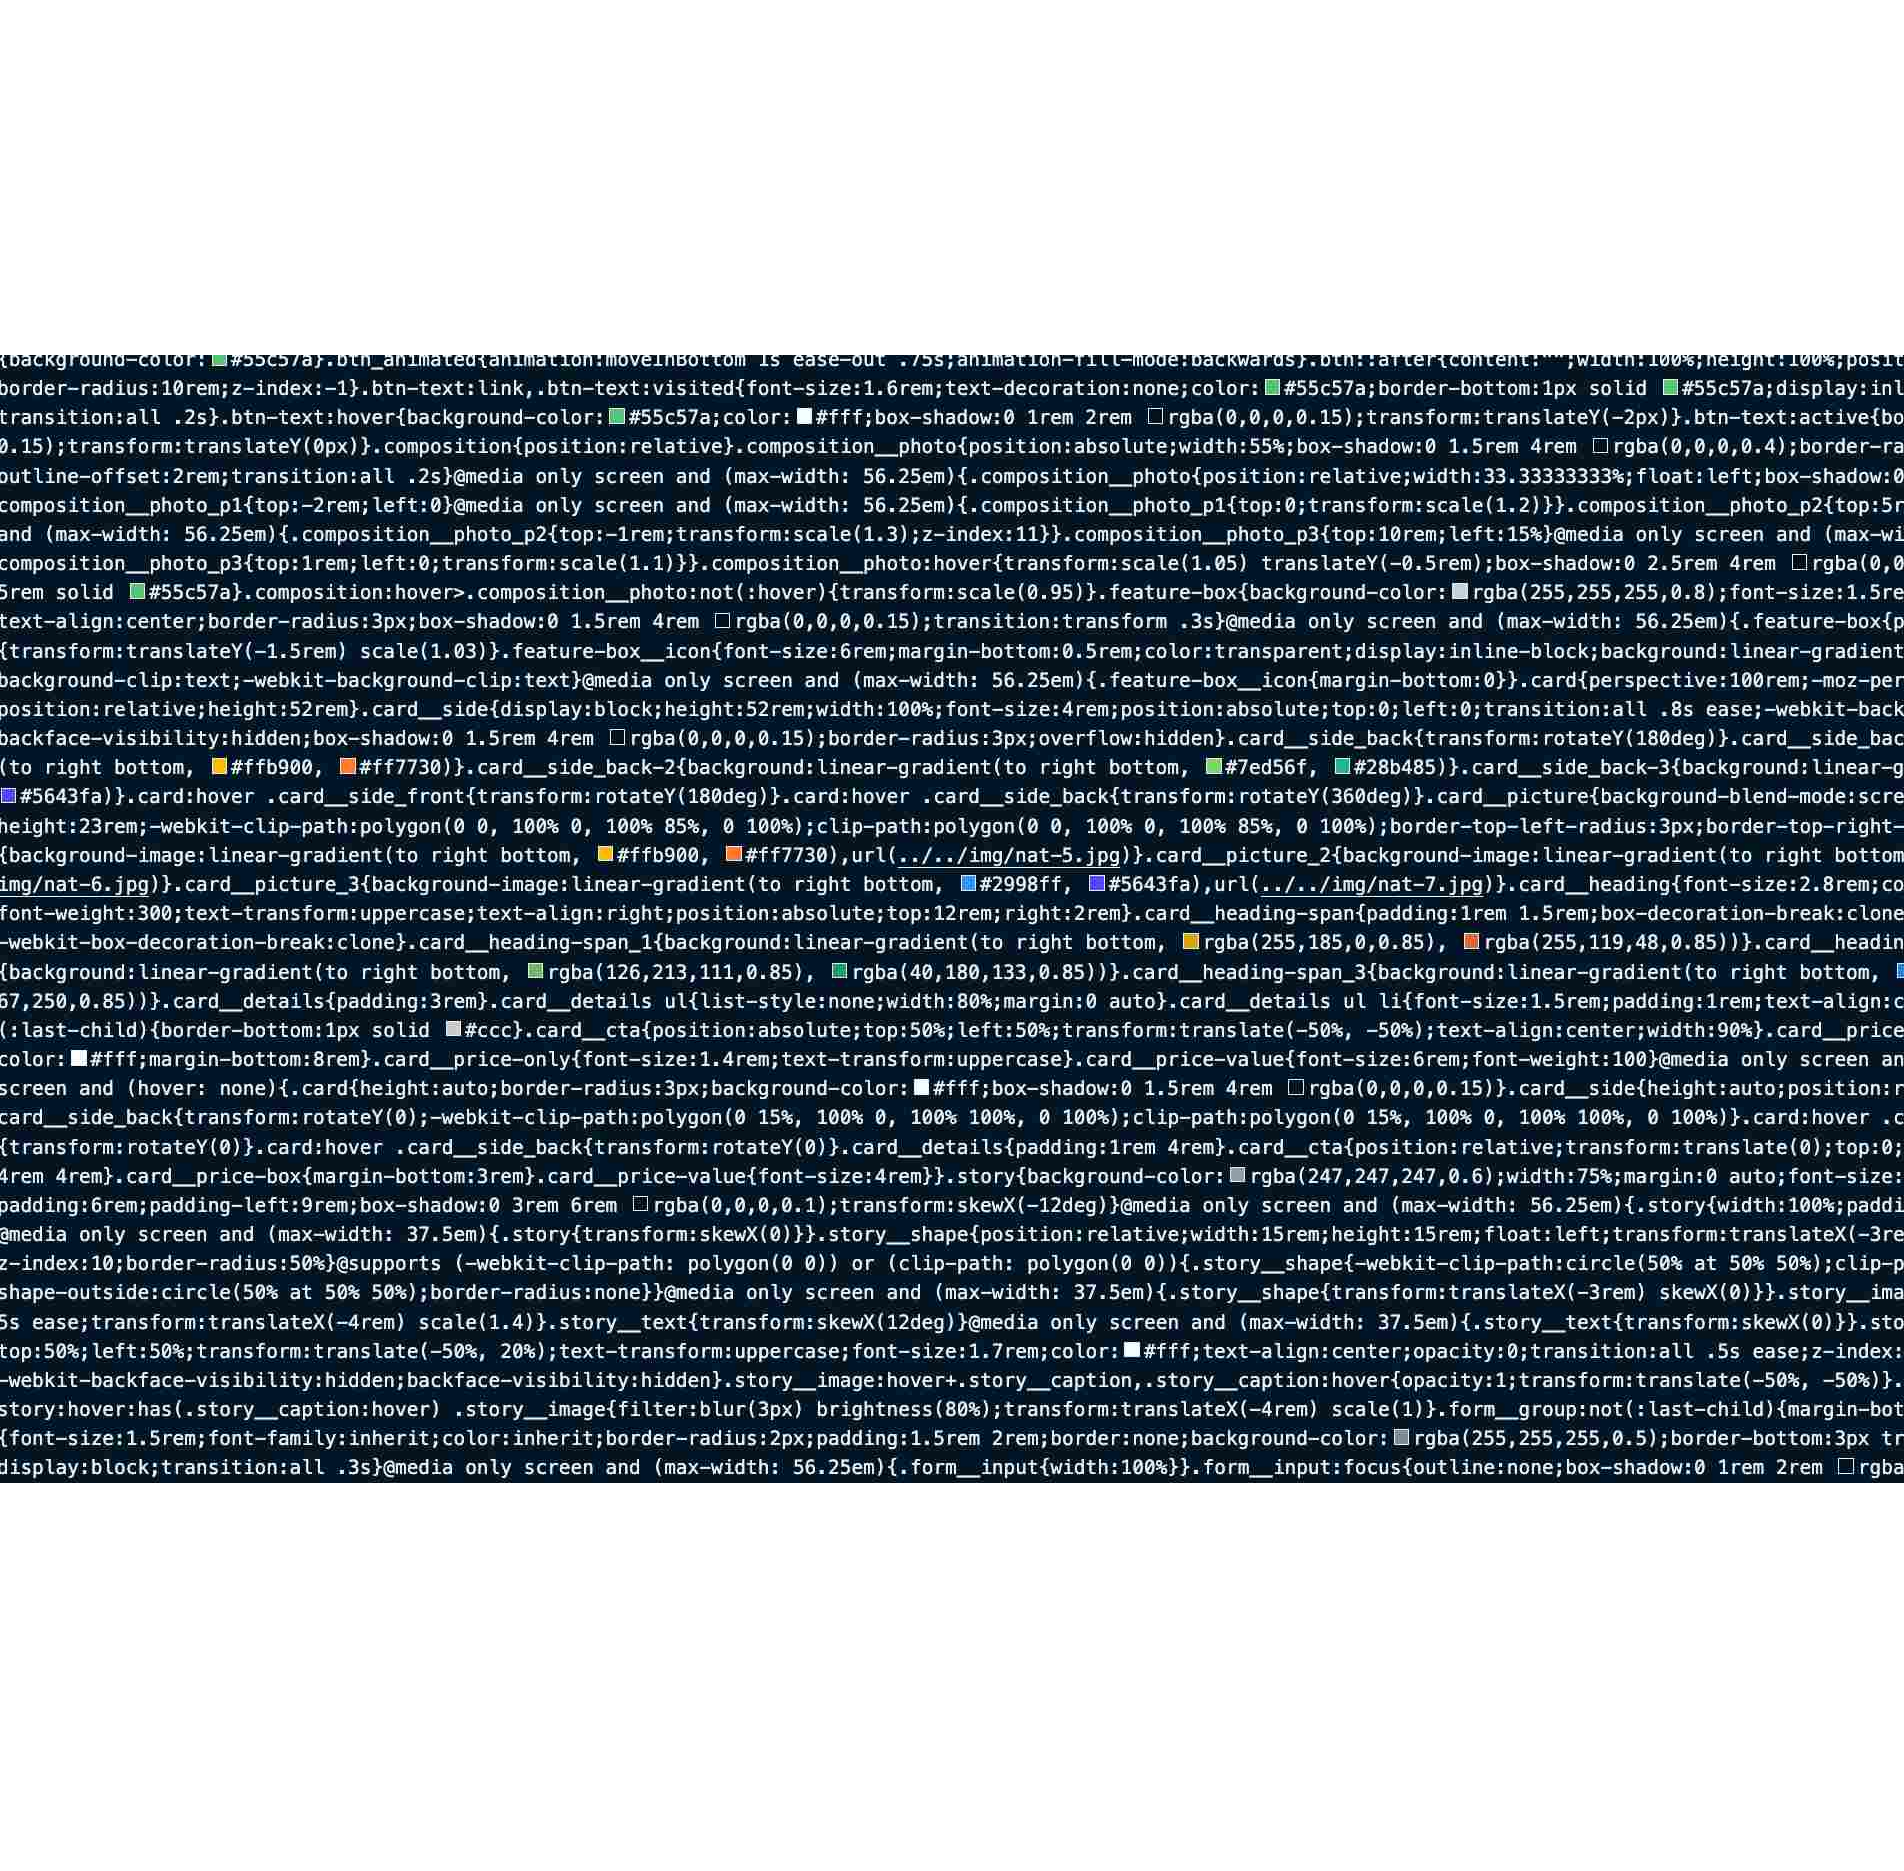 {background-color:#55c57a}.btn_animated{animation:moveInBottom 1s ease-out .75s;animation-fill-mode:backwards}.btn::after{content:"";width:100%;height:100%;posit
border-radius:10rem;z-index:-1}.btn-text:link,.btn-text:visited{font-size:1.6rem;text-decoration:none;color:#55c57a;border-bottom:1px solid #55c57a;display:inl
transition:all .2s}.btn-text:hover{background-color:#55c57a;color:#fff;box-shadow:0 1rem 2rem rgba(0,0,0,0.15);transform:translateY(-2px)}.btn-text:active{bo
0.15);transform:translateY(0px)}.composition{position:relative}.composition__photo{position:absolute;width:55%;box-shadow:0 1.5rem 4rem rgba(0,0,0,0.4);border-ra
outline-offset:2rem;transition:all .2s}@media only screen and (max-width: 56.25em){.composition__photo{position:relative;width:33.33333333%;float:left;box-shadow:0
composition__photo_p1{top:-2rem;left:0}@media only screen and (max-width: 56.25em){.composition__photo_p1{top:0;transform:scale(1.2)}}.composition__photo_p2{top:5r
and (max-width: 56.25em){.composition__photo_p2{top:-1rem;transform:scale(1.3);z-index:11}}.composition__photo_p3{top:10rem;left:15%}@media only screen and (max-wi
composition__photo_p3{top:1rem;left:0;transform:scale(1.1)}}.composition__photo:hover{transform:scale(1.05) translateY(-0.5rem);box-shadow:0 2.5rem 4rem rgba(0,0
5rem solid #55c57a}.composition:hover>.composition__photo:not(:hover){transform:scale(0.95)}.feature-box{background-color:rgba(255,255,255,0.8);font-size:1.5re
text-align:center;border-radius:3px;box-shadow:0 1.5rem 4rem rgba(0,0,0,0.15);transition:transform .3s}@media only screen and (max-width: 56.25em){.feature-box{p
{transform:translateY(-1.5rem) scale(1.03)}.feature-box__icon{font-size:6rem;margin-bottom:0.5rem;color:transparent;display:inline-block;background:linear-gradient
background-clip:text;-webkit-background-clip:text}@media only screen and (max-width: 56.25em){.feature-box__icon{margin-bottom:0}}.card{perspective:100rem;-moz-per
position:relative;height:52rem}.card__side{display:block;height:52rem;width:100%;font-size:4rem;position:absolute;top:0;left:0;transition:all .8s ease;-webkit-back
backface-visibility:hidden;box-shadow:0 1.5rem 4rem rgba(0,0,0,0.15);border-radius:3px;overflow:hidden}.card__side_back{transform:rotateY(180deg)}.card__side_bac
(to right bottom, #ffb900, #ff7730)}.card__side_back-2{background:linear-gradient(to right bottom, #7ed56f, #28b485)}.card__side_back-3{background:linear-g
#5643fa)}.card:hover .card__side_front{transform:rotateY(180deg)}.card:hover .card__side_back{transform:rotateY(360deg)}.card__picture{background-blend-mode:scre
height:23rem;-webkit-clip-path:polygon(0 0, 100% 0, 100% 85%, 0 100%);clip-path:polygon(0 0, 100% 0, 100% 85%, 0 100%);border-top-left-radius:3px;border-top-right-
{background-image:linear-gradient(to right bottom, #ffb900, #ff7730),url(../../img/nat-5.jpg)}.card__picture_2{background-image:linear-gradient(to right bottom
img/nat-6.jpg)}.card__picture_3{background-image:linear-gradient(to right bottom, #2998ff, #5643fa),url(../../img/nat-7.jpg)}.card__heading{font-size:2.8rem;co
font-weight:300;text-transform:uppercase;text-align:right;position:absolute;top:12rem;right:2rem}.card__heading-span{padding:1rem 1.5rem;box-decoration-break:clone
-webkit-box-decoration-break:clone}.card__heading-span_1{background:linear-gradient(to right bottom, rgba(255,185,0,0.85), rgba(255,119,48,0.85))}.card__headin
{background:linear-gradient(to right bottom, rgba(126,213,111,0.85), rgba(40,180,133,0.85))}.card__heading-span_3{background:linear-gradient(to right bottom,
67,250,0.85))}.card__details{padding:3rem}.card__details ul{list-style:none;width:80%;margin:0 auto}.card__details ul li{font-size:1.5rem;padding:1rem;text-align:c
(:last-child){border-bottom:1px solid #ccc}.card__cta{position:absolute;top:50%;left:50%;transform:translate(-50%, -50%);text-align:center;width:90%}.card__price
color:#fff;margin-bottom:8rem}.card__price-only{font-size:1.4rem;text-transform:uppercase}.card__price-value{font-size:6rem;font-weight:100}@media only screen an
screen and (hover: none){.card{height:auto;border-radius:3px;background-color:#fff;box-shadow:0 1.5rem 4rem rgba(0,0,0,0.15)}.card__side{height:auto;position:r
card__side_back{transform:rotateY(0);-webkit-clip-path:polygon(0 15%, 100% 0, 100% 100%, 0 100%);clip-path:polygon(0 15%, 100% 0, 100% 100%, 0 100%)}.card:hover .c
{transform:rotateY(0)}.card:hover .card__side_back{transform:rotateY(0)}.card__details{padding:1rem 4rem}.card__cta{position:relative;transform:translate(0);top:0;
4rem 4rem}.card__price-box{margin-bottom:3rem}.card__price-value{font-size:4rem}}.story{background-color:rgba(247,247,247,0.6);width:75%;margin:0 auto;font-size:
padding:6rem;padding-left:9rem;box-shadow:0 3rem 6rem rgba(0,0,0,0.1);transform:skewX(-12deg)}@media only screen and (max-width: 56.25em){.story{width:100%;paddi
@media only screen and (max-width: 37.5em){.story{transform:skewX(0)}}.story__shape{position:relative;width:15rem;height:15rem;float:left;transform:translateX(-3re
z-index:10;border-radius:50%}@supports (-webkit-clip-path: polygon(0 0)) or (clip-path: polygon(0 0)){.story__shape{-webkit-clip-path:circle(50% at 50% 50%);clip-p
shape-outside:circle(50% at 50% 50%);border-radius:none}}@media only screen and (max-width: 37.5em){.story__shape{transform:translateX(-3rem) skewX(0)}}.story__ima
5s ease;transform:translateX(-4rem) scale(1.4)}.story__text{transform:skewX(12deg)}@media only screen and (max-width: 37.5em){.story__text{transform:skewX(0)}}.sto
top:50%;left:50%;transform:translate(-50%, 20%);text-transform:uppercase;font-size:1.7rem;color:#fff;text-align:center;opacity:0;transition:all .5s ease;z-index:
-webkit-backface-visibility:hidden;backface-visibility:hidden}.story__image:hover+.story__caption,.story__caption:hover{opacity:1;transform:translate(-50%, -50%)}.
story:hover:has(.story__caption:hover) .story__image{filter:blur(3px) brightness(80%);transform:translateX(-4rem) scale(1)}.form__group:not(:last-child){margin-bot
{font-size:1.5rem;font-family:inherit;color:inherit;border-radius:2px;padding:1.5rem 2rem;border:none;background-color:rgba(255,255,255,0.5);border-bottom:3px tr
display:block;transition:all .3s}@media only screen and (max-width: 56.25em){.form__input{width:100%}}.form__input:focus{outline:none;box-shadow:0 1rem 2rem rgba